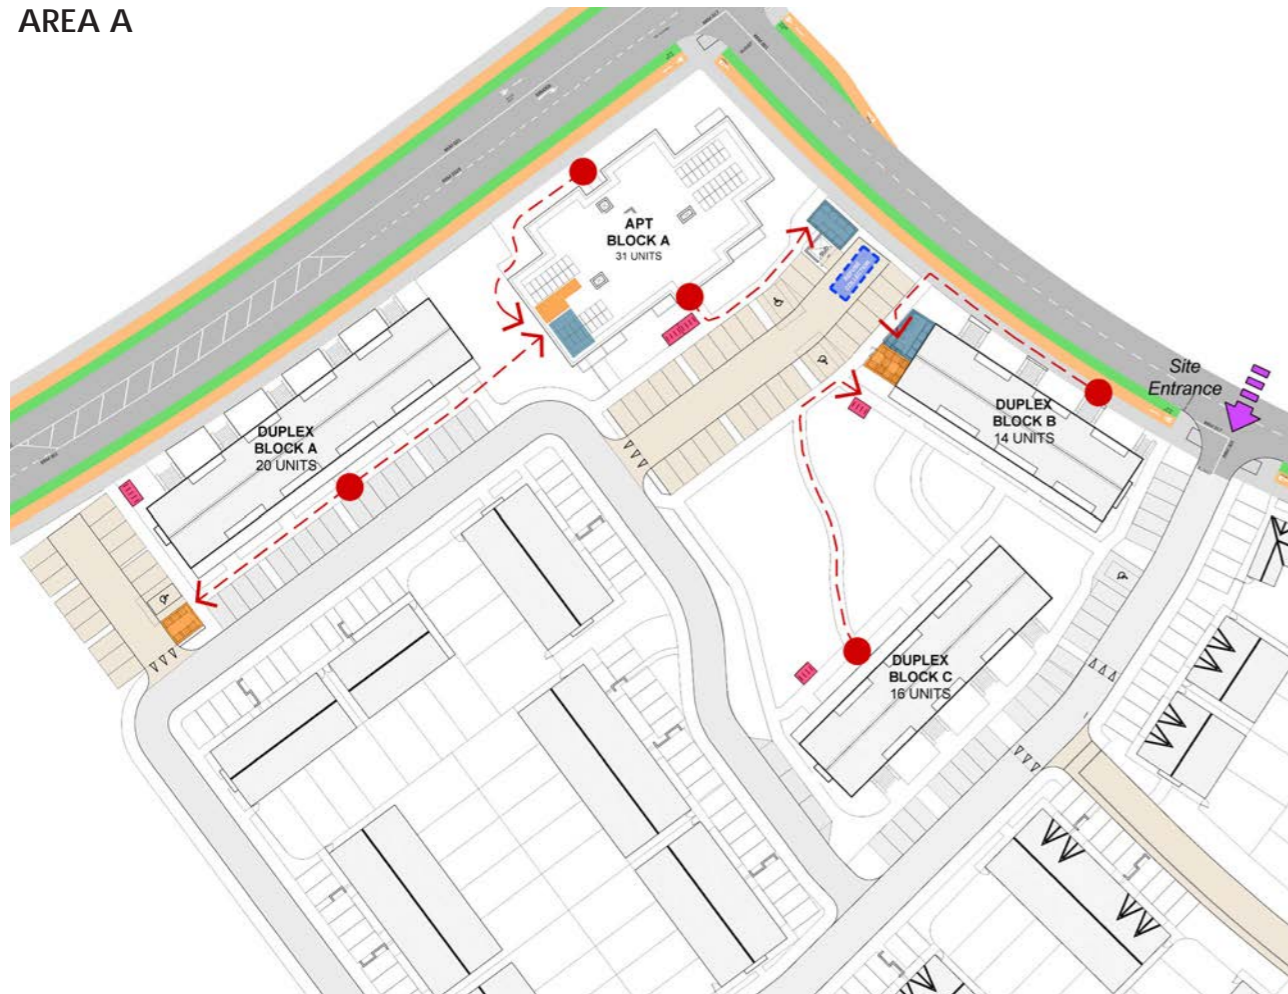 AREA A
APT
BLOCK A
31 UNITS
Site
Entrance
DUPLEX
BLOCK B
14 UNITS
DUPLEX
BLOCK A
20 UNITS
DUPLEX
BLOCK C
16 UNITS